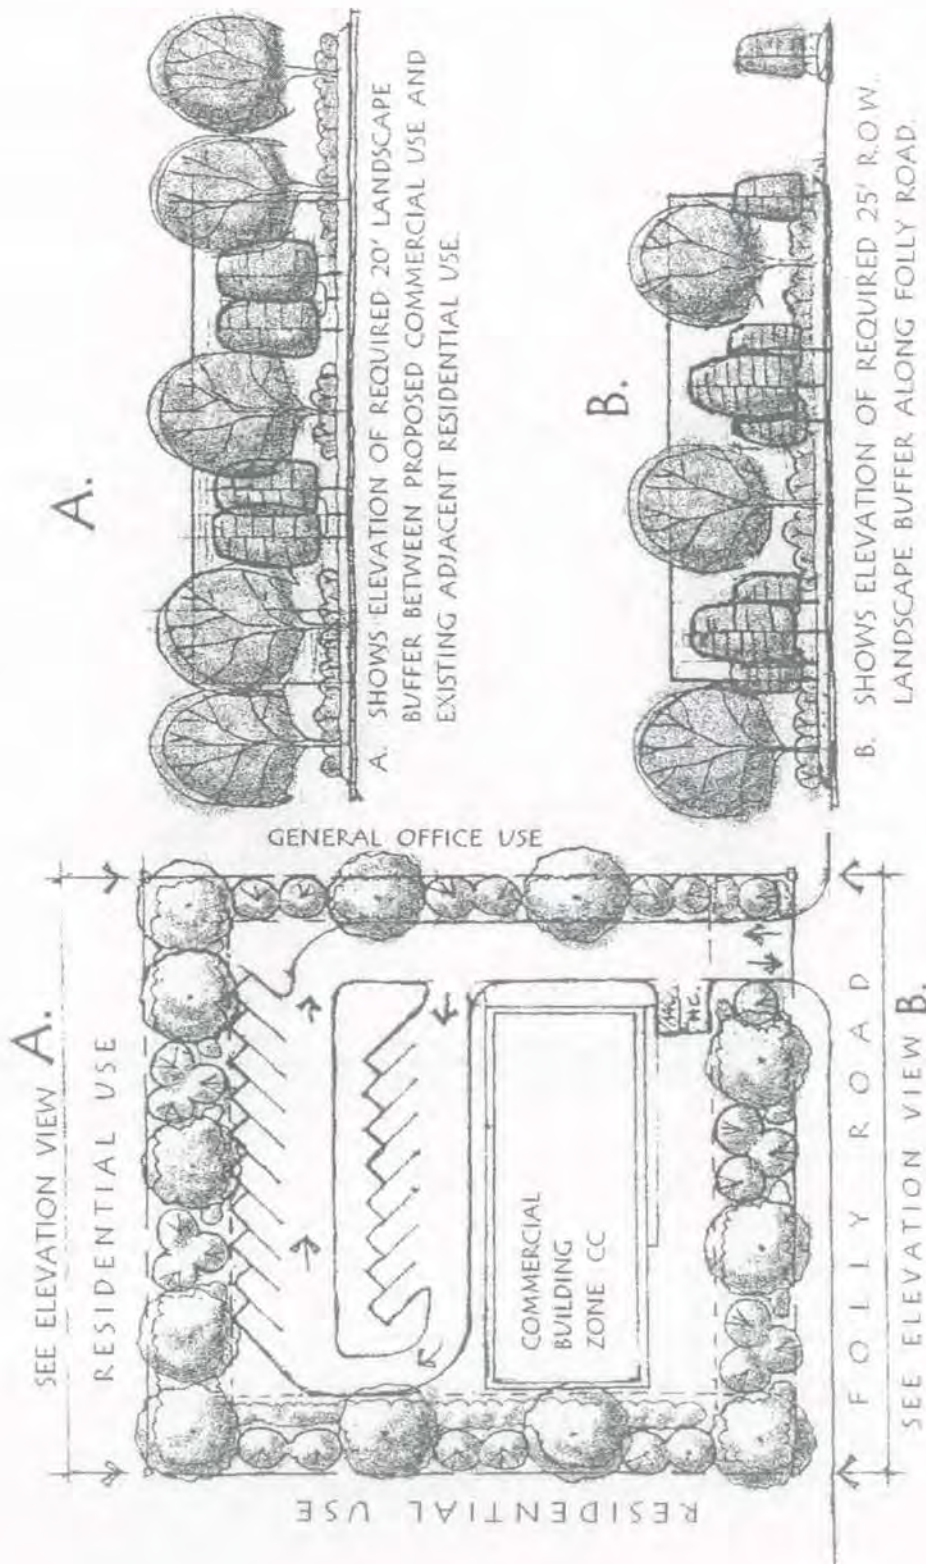 SEE ELEVATION VIEW A.
RESIDENTIAL USE
RESIDENTIAL USE
GENERAL OFFICE USE
COMMERCIAL
BUILDING
ZONE CC
H.C.
H.C.
FOLLY ROAD
SEE ELEVATION VIEW B.
A.
A. SHOWS ELEVATION OF REQUIRED 20' LANDSCAPE
BUFFER BETWEEN PROPOSED COMMERCIAL USE AND
EXISTING ADJACENT RESIDENTIAL USE.
B.
B. SHOWS ELEVATION OF REQUIRED 25' R.O.W.
LANDSCAPE BUFFER ALONG FOLLY ROAD.